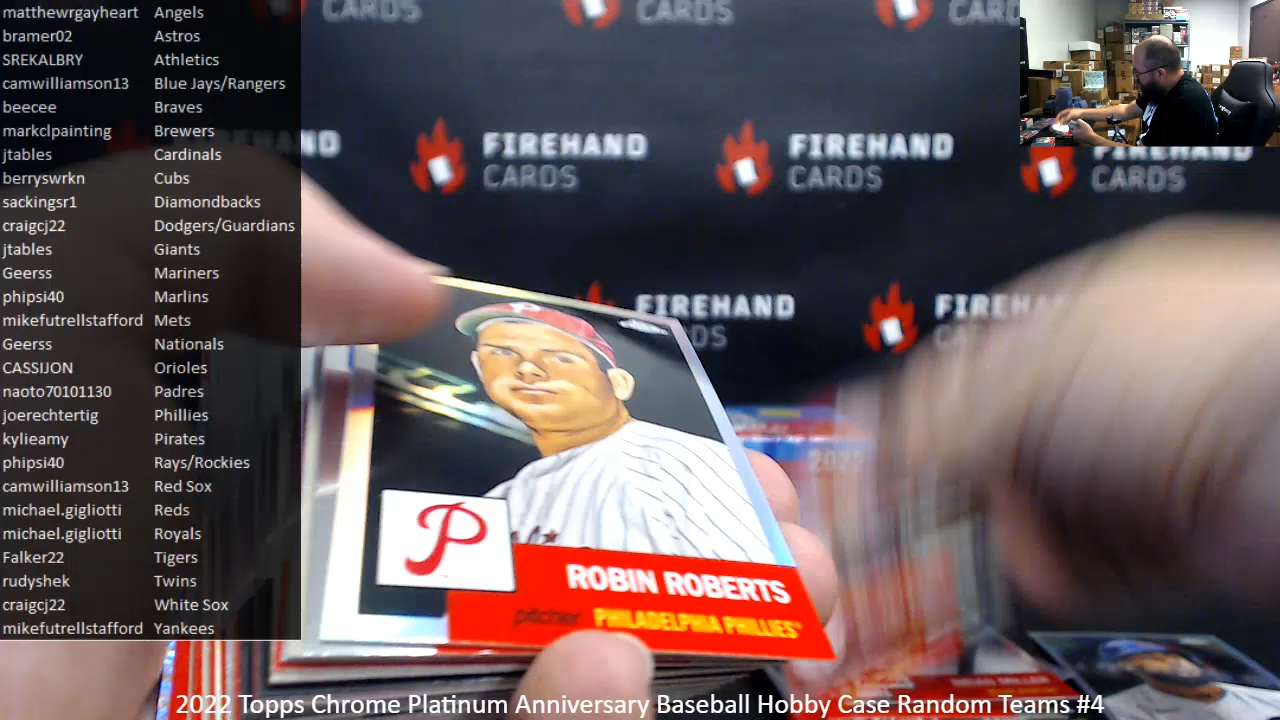 matthewrgayheart Angels
bramer02 Astros
SREKALBRY Athletics
camwilliamson13 Blue Jays/Rangers
beecee Braves
markclpainting Brewers
jtables Cardinals
berryswrkn Cubs
sackingsr1 Diamondbacks
craigcj22 Dodgers/Guardians
jtables Giants
Geerss Mariners
phipsi40 Marlins
mikefutrellstafford Mets
Geerss Nationals
CASSIJON Orioles
naoto70101130 Padres
joerechtertig Phillies
kylieamy Pirates
phipsi40 Rays/Rockies
camwilliamson13 Red Sox
michael.gigliotti Reds
michael.gigliotti Royals
Falker22 Tigers
rudyshek Twins
craigcj22 White Sox
mikefutrellstafford Yankees
CARDS
CARDS
FIREHAND
CARDS
FIREHAND
CARDS
FIREHAND
CARDS
FIREHAND
CARDS
P
P
ROBIN ROBERTS
pitcher PHILADELPHIA PHILLIES
2022 Topps Chrome Platinum Anniversary Baseball Hobby Case Random Teams #4